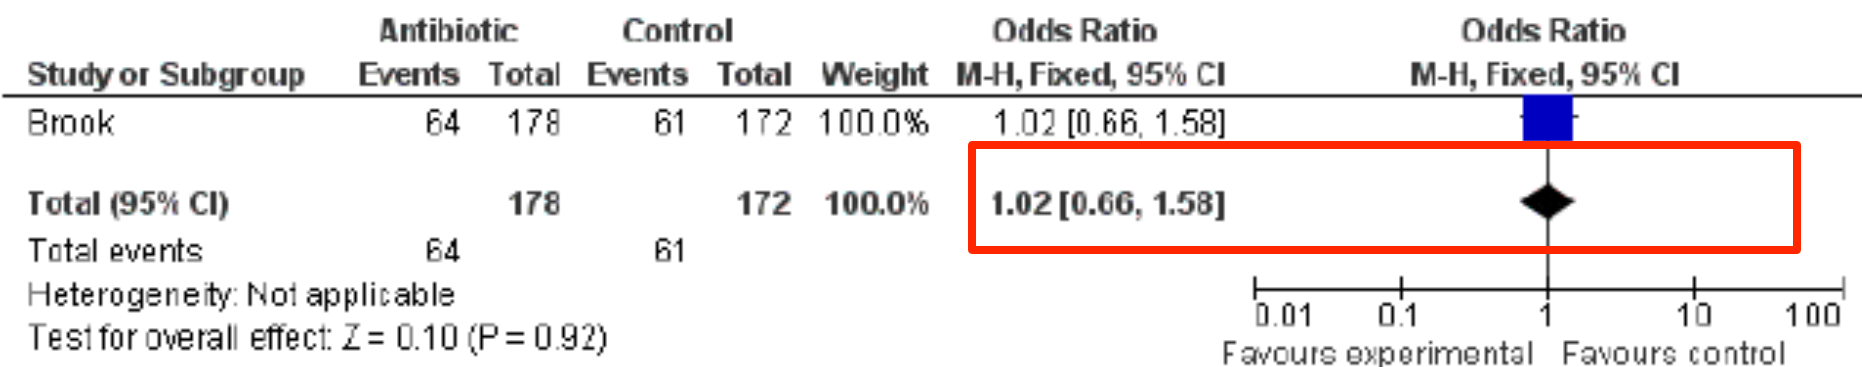 Antibiotic Control Odds Ratio Odds Ratio
Study or Subgroup Events Total Events Total Weight M-H, Fixed, 95% CI M-H, Fixed, 95% CI
Brook 64 178 61 172 100.0% 1.02 [0.66, 1.58]
Total (95% CI) 178 172 100.0% 1.02 [0.66, 1.58]
Total events 64 61
Heterogeneity: Not applicable
Test for overall effect: Z = 0.10 (P = 0.92)
0.01 0.1 1 10 100
Favours experimental Favours control